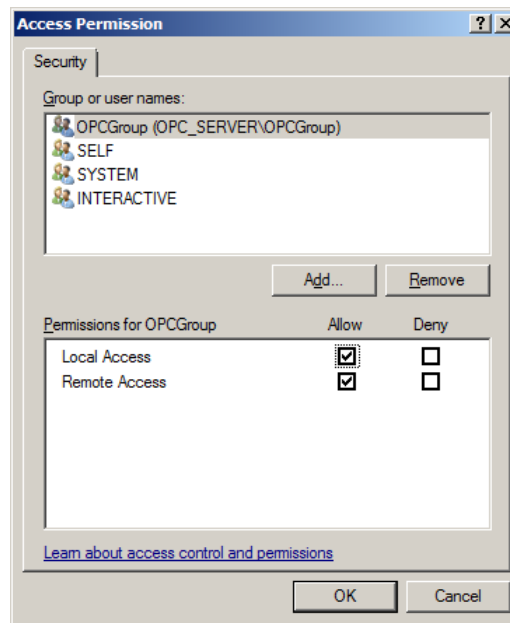 Access Permission
Security
Group or user names:
OPCGroup (OPC_SERVER\OPCGroup)
SELF
SYSTEM
INTERACTIVE
Add... Remove
Permissions for OPCGroup Allow Deny
Local Access
Remote Access
Learn about access control and permissions
OK Cancel